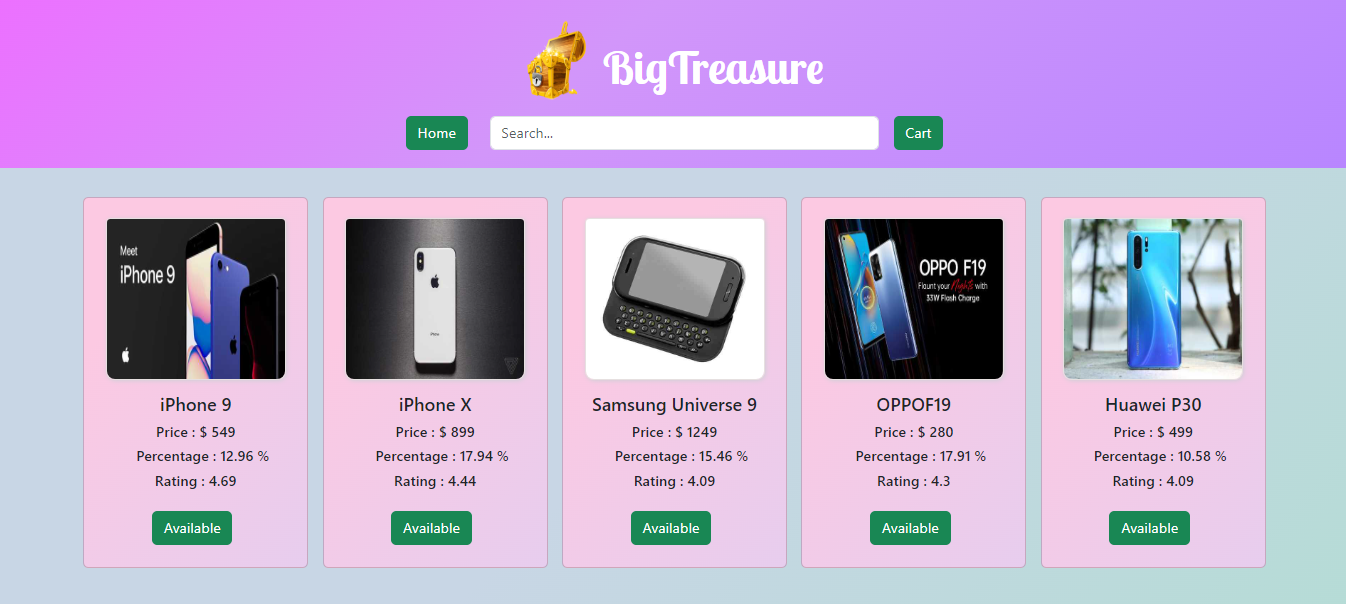 BigTreasure
Home
Search...
Cart
Meet
iPhone 9
iPhone 9
Price : $ 549
Percentage : 12.96 %
Rating : 4.69
Available
iPHONE
iPhone X
Price : $ 899
Percentage : 17.94 %
Rating : 4.44
Available
Samsung Universe 9
Price : $ 1249
Percentage : 15.46 %
Rating : 4.09
Available
OPPO F19
Flaunt your Nights with
33W Flash Charge
OPPOF19
Price : $ 280
Percentage : 17.91 %
Rating : 4.3
Available
Huawei P30
Price : $ 499
Percentage : 10.58 %
Rating : 4.09
Available